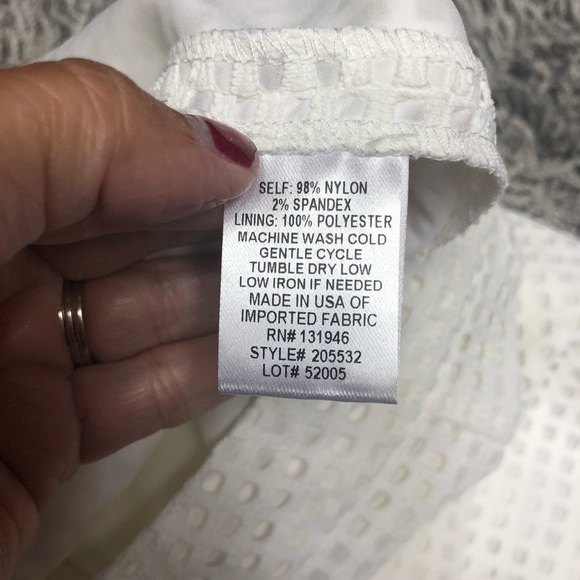 SELF: 98% NYLON
2% SPANDEX
LINING: 100% POLYESTER
MACHINE WASH COLD
GENTLE CYCLE
TUMBLE DRY LOW
LOW IRON IF NEEDED
MADE IN USA OF
IMPORTED FABRIC
RN# 131946
STYLE# 205532
LOT# 52005